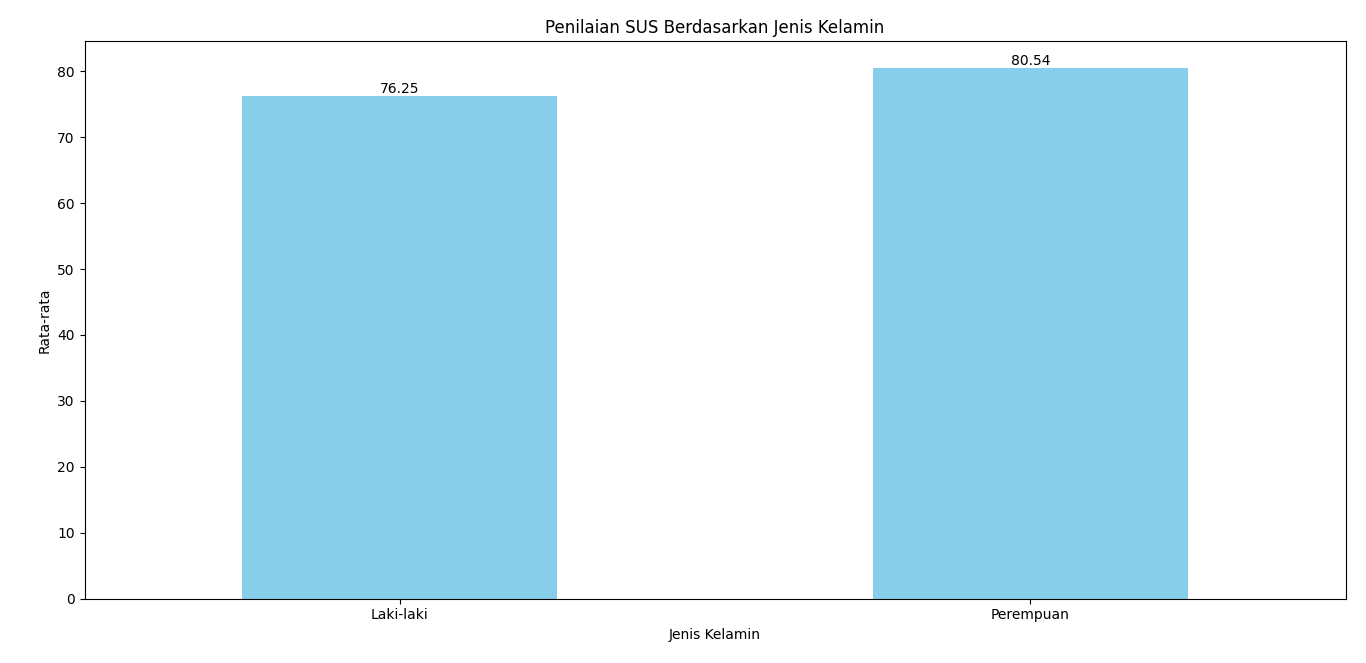 Penilaian SUS Berdasarkan Jenis Kelamin
80.54
76.25
80
70
60
50
40
30
20
10
0
Rata-rata
Laki-laki
Perempuan
Jenis Kelamin